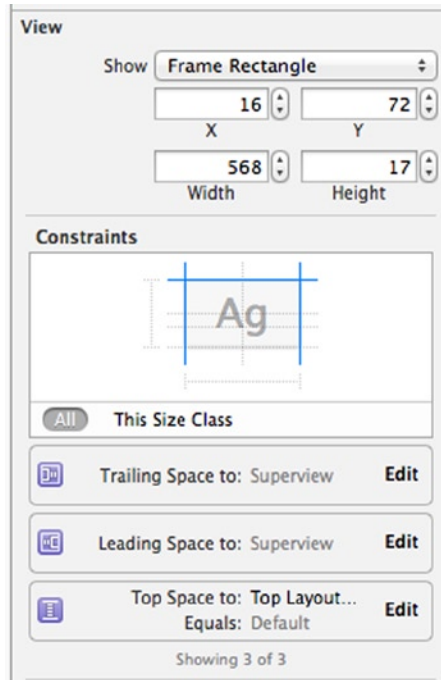 View
Show Frame Rectangle
16 72
X Y
568 17
Width Height
Constraints
Ag
All This Size Class
Trailing Space to: Superview Edit
Leading Space to: Superview Edit
Top Space to: Top Layout...
Equals: Default Edit
Showing 3 of 3